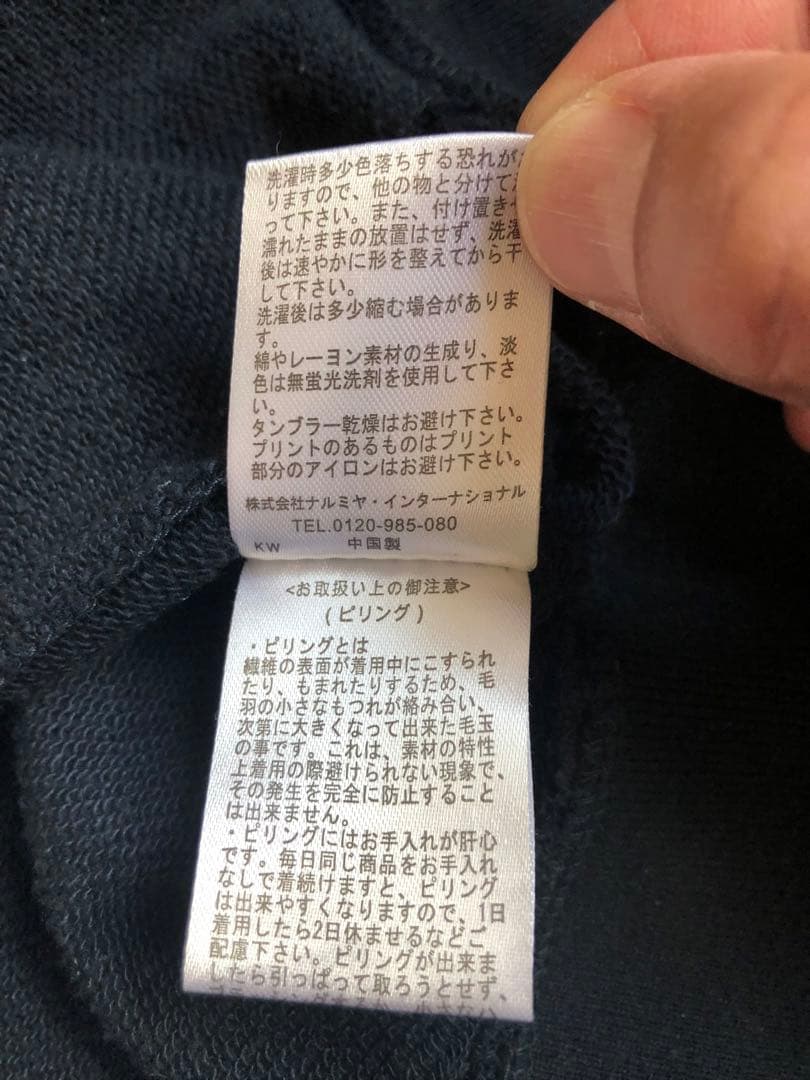 洗濯時多少色落ちする恐れが
りますので、他の物と分けて
って下さい。また、付け置き
濡れたままの放置はせず、洗濯
後は速やかに形を整えてから干
して下さい。
洗濯後は多少縮む場合がありま
す。
綿やレーヨン素材の生成り、淡
色は無蛍光洗剤を使用して下さ
い。
タンブラー乾燥はお避け下さい。
プリントのあるものはプリント
部分のアイロンはお避け下さい。
株式会社ナルミヤ・インターナショナル
TEL.0120-985-080
KW 中国製
<お取扱い上の御注意>
(ピリング)
・ピリングとは
繊維の表面が着用中にこすられ
たり、もまれたりするため、毛
羽の小さなもつれが絡み合い、
次第に大きくなって出来た毛玉
の事です。これは、素材の特性
上着用の際避けられない現象で、
その発生を完全に防止すること
は出来ません。
・ピリングにはお手入れが肝心
です。毎日同じ商品をお手入れ
なしで着続けますと、ピリング
は出来やすくなりますので、1日
着用したら2日休ませるなどご
配慮下さい。ピリングが出来ま
したら引っぱって取ろうとせず、